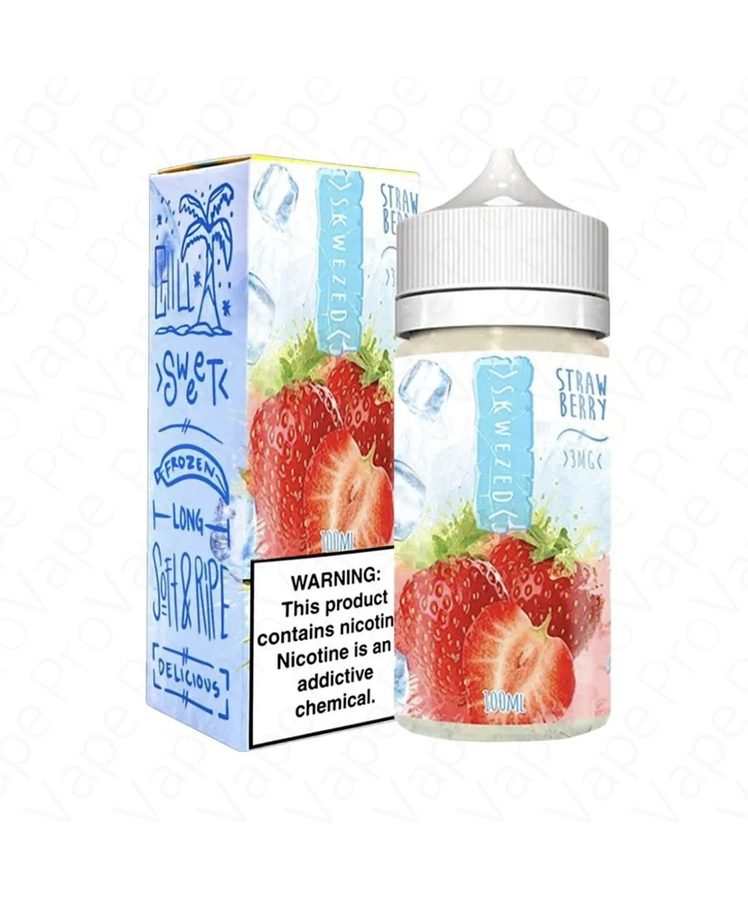 CHILL
>SWEET<
FROZEN
LONG
SOFT & RIPE
DELICIOUS
>SKWEZED<
STRAW
BERRY
100ML
WARNING:
This product
contains nicotin
Nicotine is an
addictive
chemical.
>SKWEZED<
STRAW
BERRY
>3MG<
100ML
ProVape